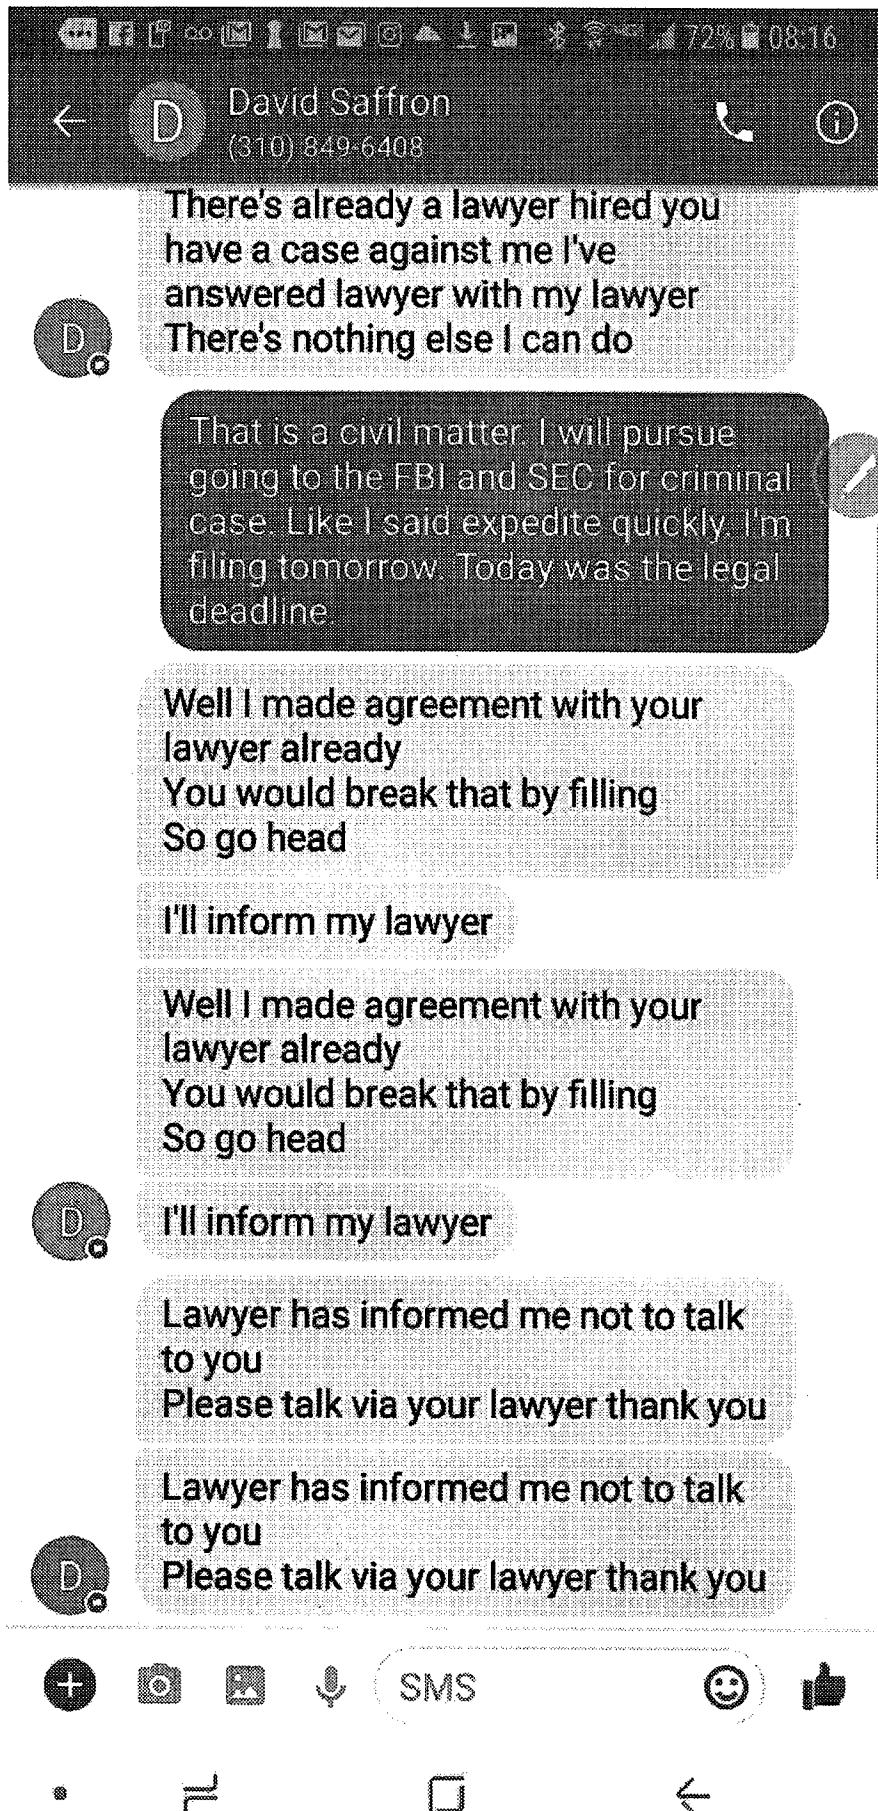 72% 08:16
D
David Saffron
(310) 849-6408
There's already a lawyer hired you
have a case against me I've
answered lawyer with my lawyer
There's nothing else I can do
D
That is a civil matter. I will pursue
going to the FBI and SEC for criminal
case. Like I said expedite quickly. I'm
filing tomorrow. Today was the legal
deadline.
Well I made agreement with your
lawyer already
You would break that by filling
So go head
I'll inform my lawyer
Well I made agreement with your
lawyer already
You would break that by filling
So go head
I'll inform my lawyer
D
Lawyer has informed me not to talk
to you
Please talk via your lawyer thank you
Lawyer has informed me not to talk
to you
Please talk via your lawyer thank you
D
SMS